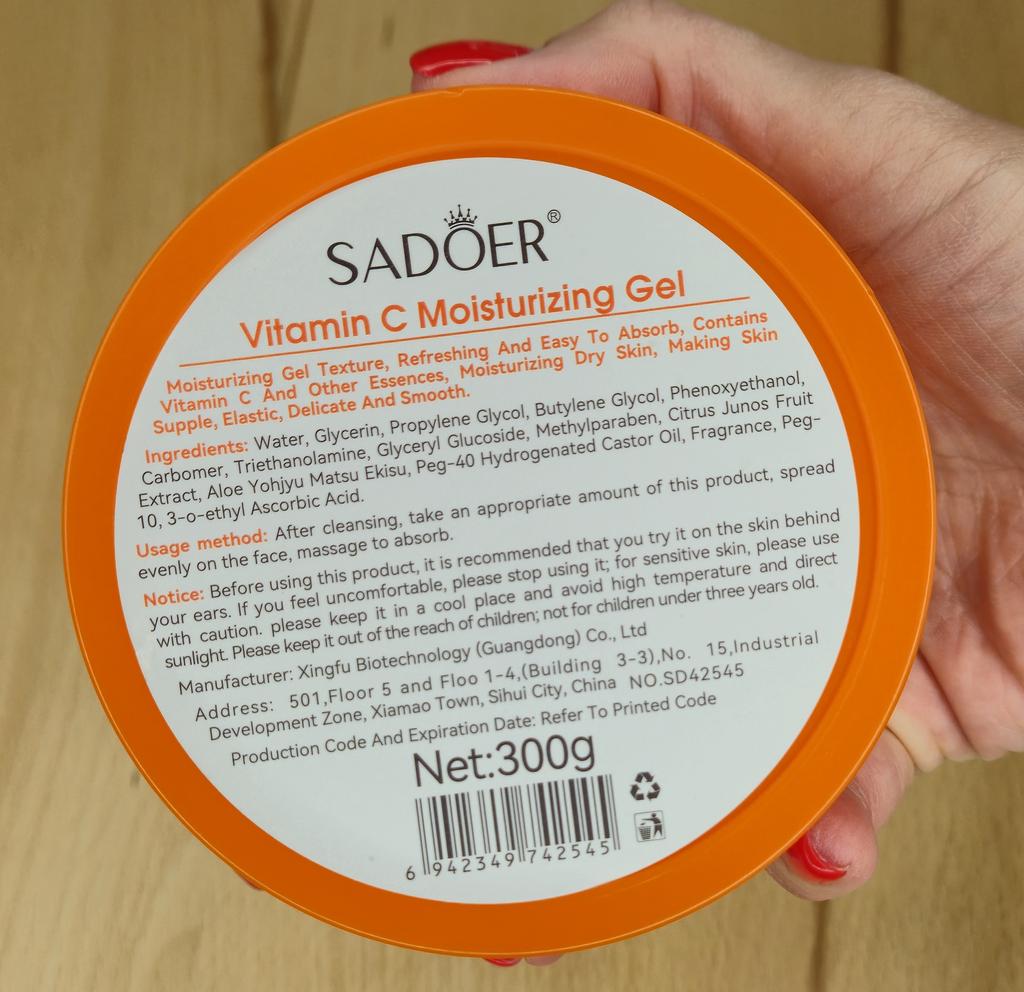 SADOER®
Vitamin C Moisturizing Gel
Moisturizing Gel Texture, Refreshing And Easy To Absorb, Contains
Vitamin C And Other Essences, Moisturizing Dry Skin, Making Skin
Supple, Elastic, Delicate And Smooth.
Ingredients: Water, Glycerin, Propylene Glycol, Butylene Glycol, Phenoxyethanol,
Carbomer, Triethanolamine, Glyceryl Glucoside, Methylparaben, Citrus Junos Fruit
Extract, Aloe Yohjyu Matsu Ekisu, Peg-40 Hydrogenated Castor Oil, Fragrance, Peg-
10, 3-o-ethyl Ascorbic Acid.
Usage method: After cleansing, take an appropriate amount of this product, spread
evenly on the face, massage to absorb.
Notice: Before using this product, it is recommended that you try it on the skin behind
your ears. If you feel uncomfortable, please stop using it; for sensitive skin, please use
with caution. please keep it in a cool place and avoid high temperature and direct
sunlight. Please keep it out of the reach of children; not for children under three years old.
Manufacturer: Xingfu Biotechnology (Guangdong) Co., Ltd
Address: 501,Floor 5 and Floo 1-4,(Building 3-3),No. 15,Industrial
Development Zone, Xiamao Town, Sihui City, China NO.SD42545
Production Code And Expiration Date: Refer To Printed Code
Net:300g
6 942349 742545